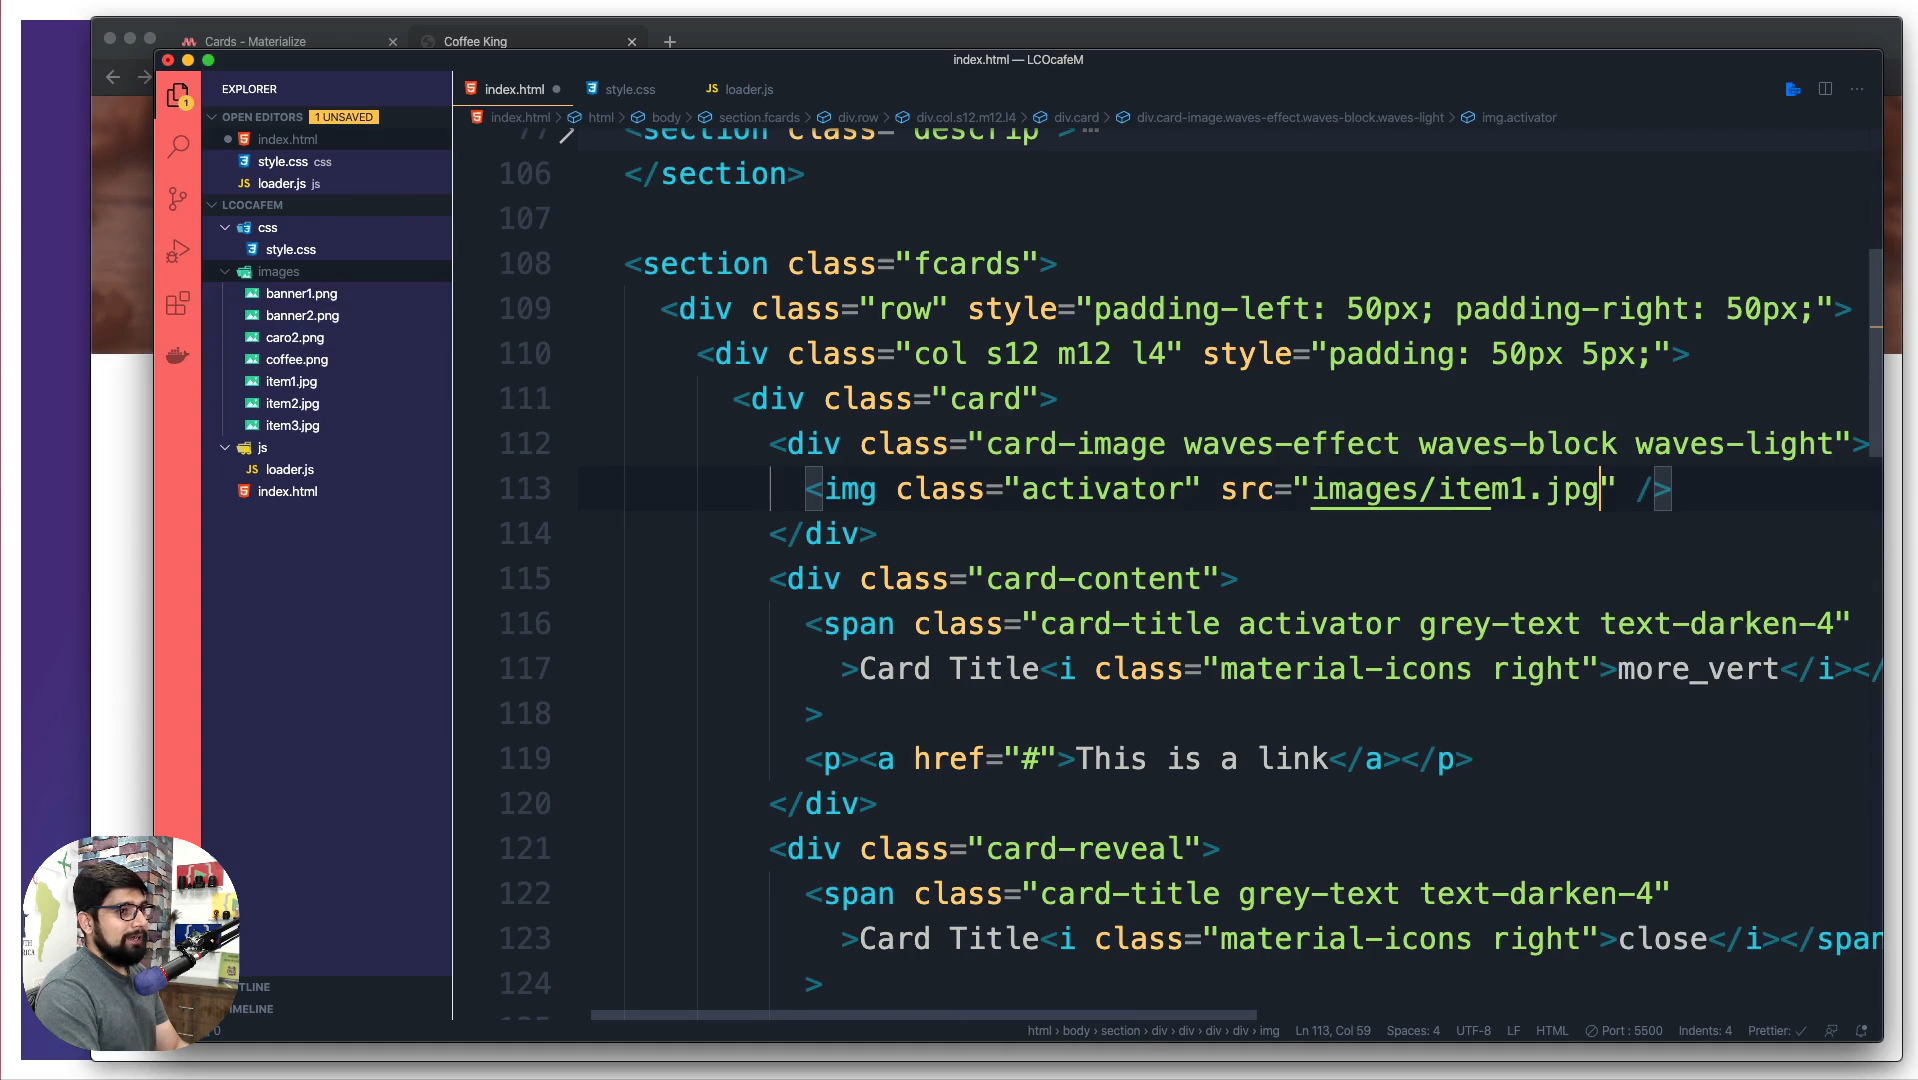 Cards - Materialize
Coffee King
index.html — LCOcafeM
EXPLORER
OPEN EDITORS 1 UNSAVED
index.html
style.css css
loader.js js
LCOCAFEM
css
style.css
images
banner1.png
banner2.png
caro2.png
coffee.png
item1.jpg
item2.jpg
item3.jpg
js
loader.js
index.html
TLINE
IMELINE
index.html style.css loader.js
index.html › html › body › section.fcards › div.row › div.col.s12.m12.l4 › div.card › div.card-image.waves-effect.waves-block.waves-light › img.activator
77 <section class="descrip">
106 </section>
107
108 <section class="fcards">
109 <div class="row" style="padding-left: 50px; padding-right: 50px;">
110 <div class="col s12 m12 l4" style="padding: 50px 5px;">
111 <div class="card">
112 <div class="card-image waves-effect waves-block waves-light">
113 <img class="activator" src="images/item1.jpg" />
114 </div>
115 <div class="card-content">
116 <span class="card-title activator grey-text text-darken-4"
117 >Card Title<i class="material-icons right">more_vert</i></
118 >
119 <p><a href="#">This is a link</a></p>
120 </div>
121 <div class="card-reveal">
122 <span class="card-title grey-text text-darken-4"
123 >Card Title<i class="material-icons right">close</i></span
124 >
html › body › section › div › div › div › div › img Ln 113, Col 59 Spaces: 4 UTF-8 LF HTML Port : 5500 Indents: 4 Prettier: ✓